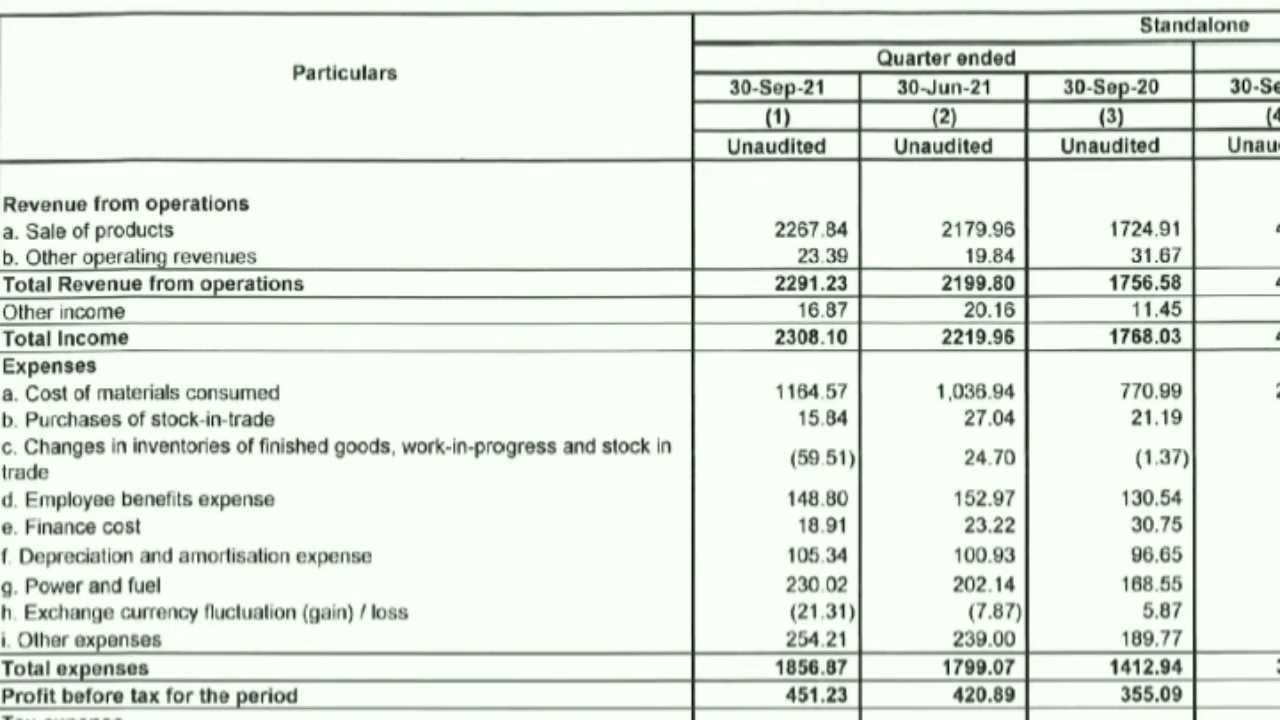 Particulars
Standalone
Quarter ended
30-Sep-21 30-Jun-21 30-Sep-20 30-Se
(1) (2) (3) (4
Unaudited Unaudited Unaudited Unau
Revenue from operations
a. Sale of products 2267.84 2179.96 1724.91
b. Other operating revenues 23.39 19.84 31.67
Total Revenue from operations 2291.23 2199.80 1756.58
Other income 16.87 20.16 11.45
Total Income 2308.10 2219.96 1768.03
Expenses
a. Cost of materials consumed 1164.57 1,036.94 770.99
b. Purchases of stock-in-trade 15.84 27.04 21.19
c. Changes in inventories of finished goods, work-in-progress and stock in
trade (59.51) 24.70 (1.37)
d. Employee benefits expense 148.80 152.97 130.54
e. Finance cost 18.91 23.22 30.75
f. Depreciation and amortisation expense 105.34 100.93 96.65
g. Power and fuel 230.02 202.14 168.55
h. Exchange currency fluctuation (gain) / loss (21.31) (7.87) 5.87
i. Other expenses 254.21 239.00 189.77
Total expenses 1856.87 1799.07 1412.94
Profit before tax for the period 451.23 420.89 355.09